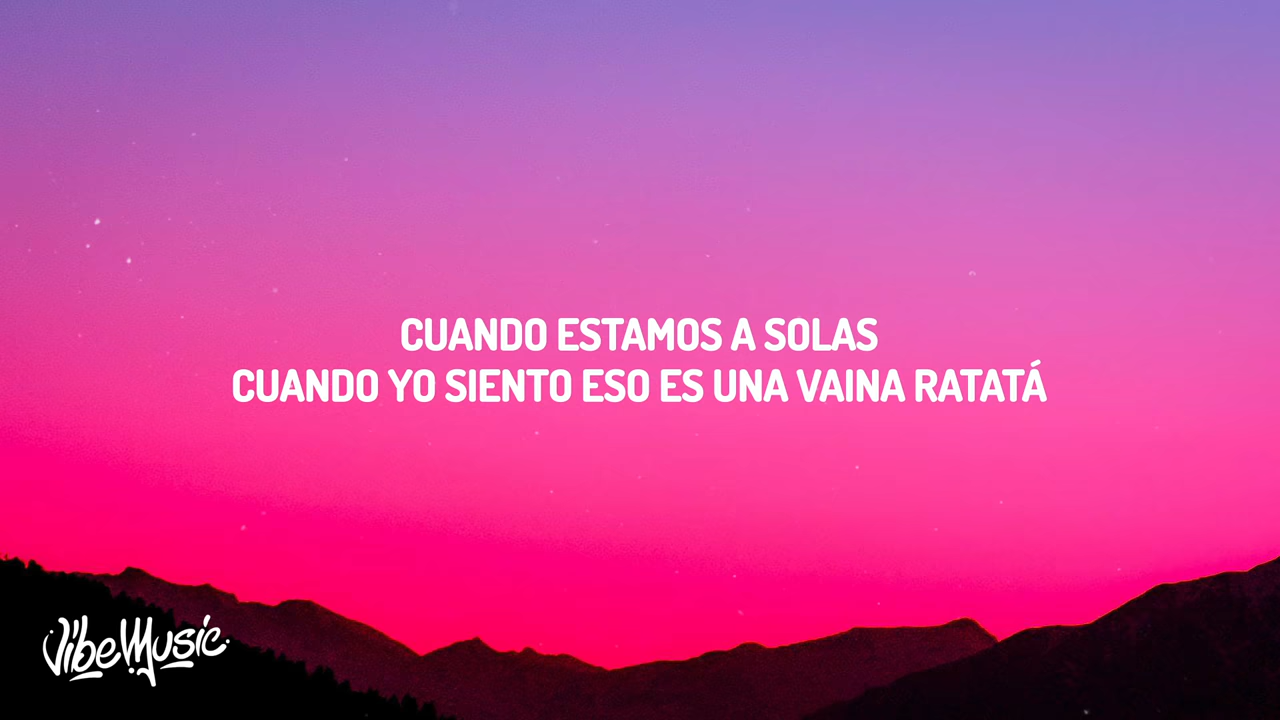 CUANDO ESTAMOS A SOLAS
CUANDO YO SIENTO ESO ES UNA VAINA RATATÁ
VibeMusic